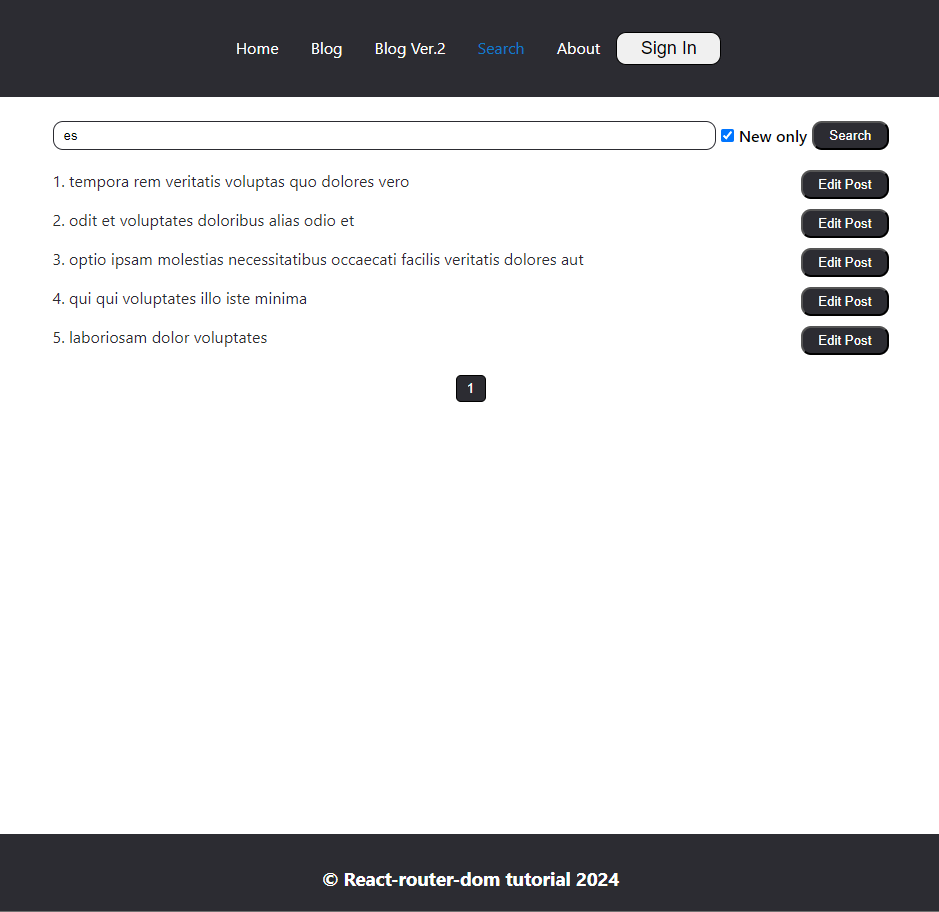 Home Blog Blog Ver.2 Search About Sign In
es New only Search
1. tempora rem veritatis voluptas quo dolores vero Edit Post
2. odit et voluptates doloribus alias odio et Edit Post
3. optio ipsam molestias necessitatibus occaecati facilis veritatis dolores aut Edit Post
4. qui qui voluptates illo iste minima Edit Post
5. laboriosam dolor voluptates Edit Post
1
© React-router-dom tutorial 2024